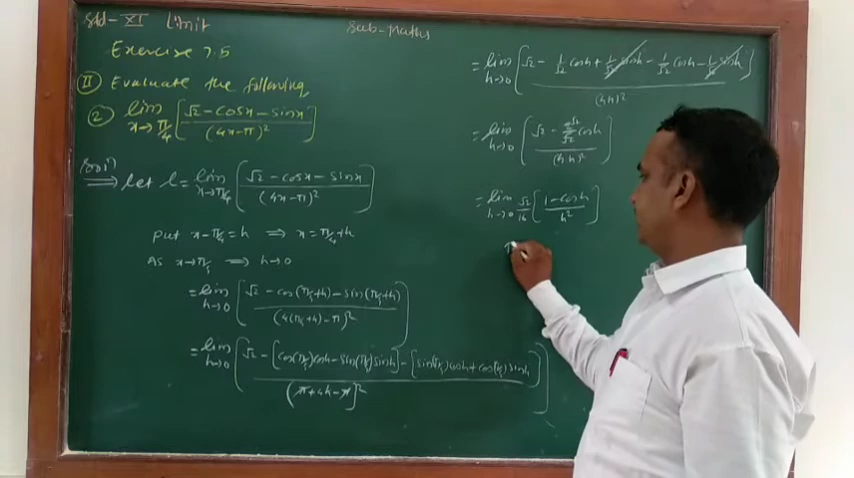 Std-XI Limit
Sub-Maths
Exercise 7.5
II Evaluate the following
② lim x→π/4 [(√2-cosx-sinx)/(4x-π)²]
Solⁿ
⇒ let l = lim x→π/4 [(√2-cosx-sinx)/(4x-π)²]
Put x-π/4=h ⇒ x=π/4+h
As x→π/4 ⇒ h→0
= lim h→0 [(√2-cos(π/4+h)-sin(π/4+h))/(4(π/4+h)-π)²]
= lim h→0 [(√2-[cos(π/4)cosh-sin(π/4)sinh]-[sin(π/4)cosh+cos(π/4)sinh])/(π+4h-π)²]
= lim h→0 [(√2-1/√2 cosh+1/√2 sinh-1/√2 cosh-1/√2 sinh)/(4h)²]
= lim h→0 [(√2-2/√2 cosh)/(4h)²]
= lim h→0 √2/16 [(1-cosh)/h²]